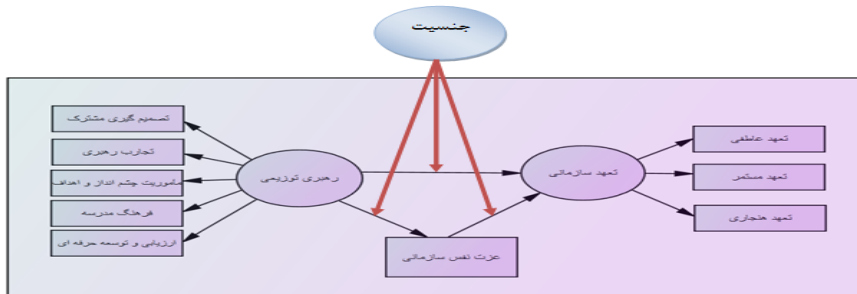 جنسیت
تصمیم گیری مشترک
تجارب رهبری
مأموریت چشم انداز و اهداف
فرهنگ مدرسه
ارزیابی و توسعه حرفه ای
رهبری توزیعی
عزت نفس سازمانی
تعهد سازمانی
تعهد عاطفی
تعهد مستمر
تعهد هنجاری